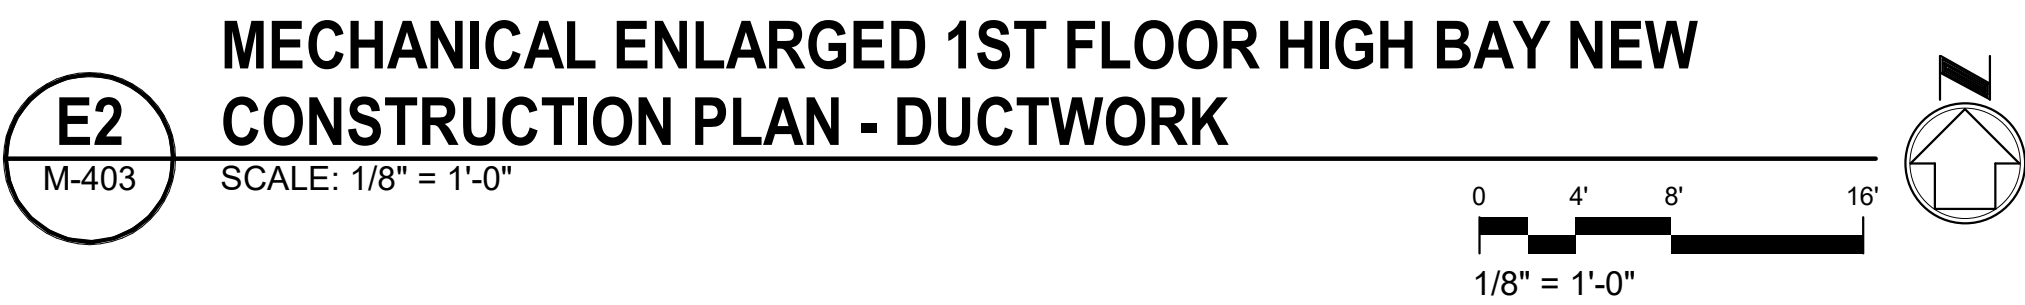 MECHANICAL ENLARGED 1ST FLOOR HIGH BAY NEW
CONSTRUCTION PLAN - DUCTWORK
E2
M-403
SCALE: 1/8" = 1'-0"
N
0 4' 8' 16'
1/8" = 1'-0"